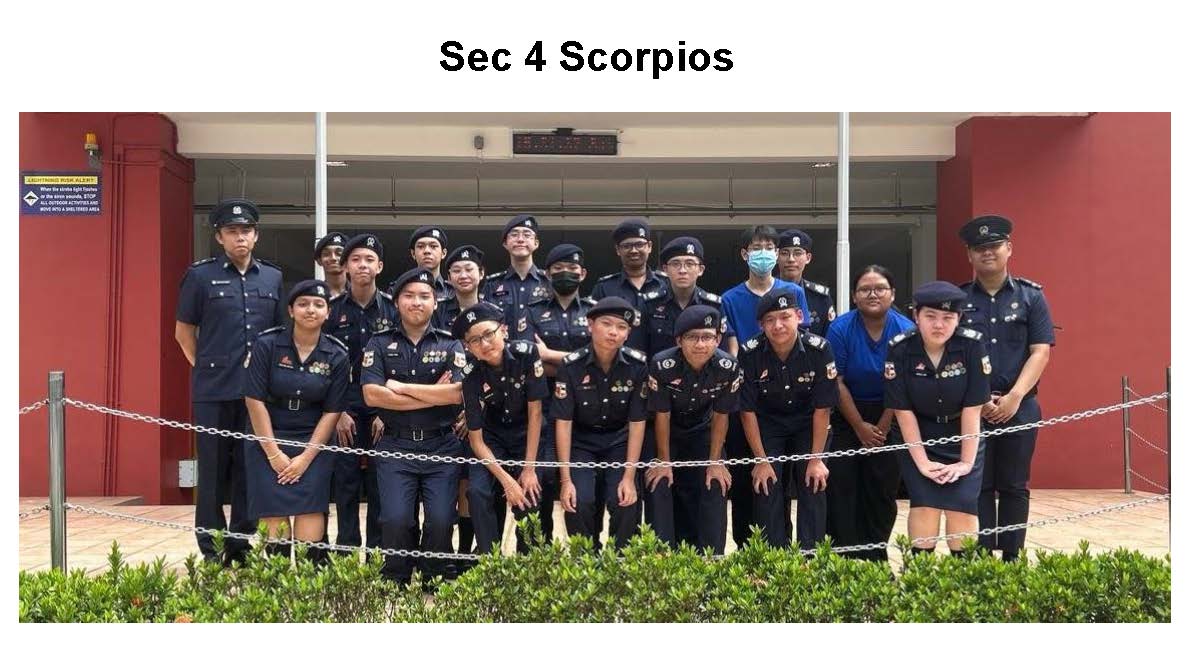 Sec 4 Scorpios
LIGHTNING RISK ALERT
When the strobe light flashes
or the siren sounds, STOP
ALL OUTDOOR ACTIVITIES AND
MOVE INTO A SHELTERED AREA